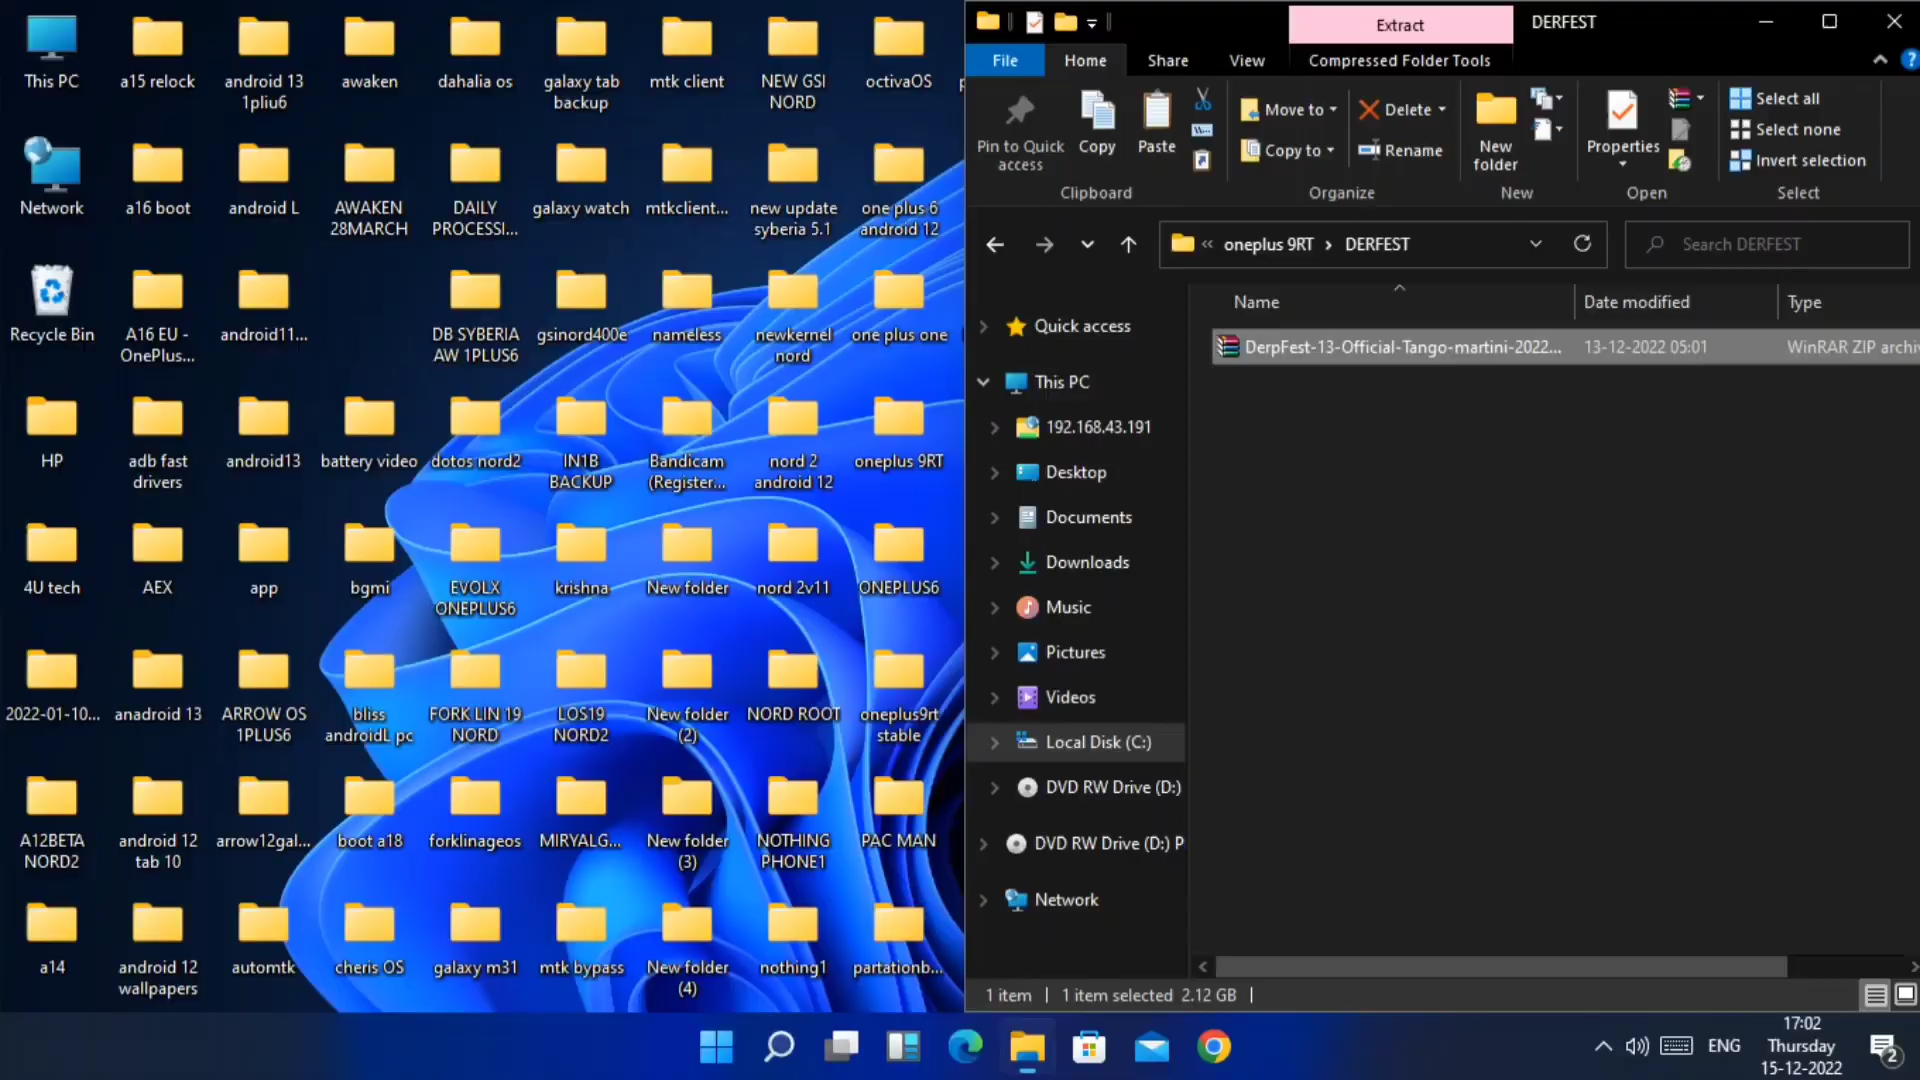 This PC
a15 relock
android 13
1pliu6
awaken
dahalia os
galaxy tab
backup
mtk client
NEW GSI
NORD
octivaOS
Network
a16 boot
android L
AWAKEN
28MARCH
DAILY
PROCESSI...
galaxy watch
mtkclient...
new update
syberia 5.1
one plus 6
android 12
Recycle Bin
A16 EU -
OnePlus...
android11...
DB SYBERIA
AW 1PLUS6
gsinord400e
nameless
newkernel
nord
one plus one
HP
adb fast
drivers
android13
battery video
dotos nord2
IN1B
BACKUP
Bandicam
(Register...
nord 2
android 12
oneplus 9RT
4U tech
AEX
app
bgmi
EVOLX
ONEPLUS6
krishna
New folder
nord 2v11
ONEPLUS6
2022-01-10...
anadroid 13
ARROW OS
1PLUS6
bliss
androidL pc
FORK LIN 19
NORD
LOS19
NORD2
New folder
(2)
NORD ROOT
oneplus9rt
stable
A12BETA
NORD2
android 12
tab 10
arrow12gal...
boot a18
forklinageos
MIRYALG...
New folder
(3)
NOTHING
PHONE1
PAC MAN
a14
android 12
wallpapers
automtk
cheris OS
galaxy m31
mtk bypass
New folder
(4)
nothing1
partationb...
Extract
DERFEST
File
Home
Share
View
Compressed Folder Tools
?
Pin to Quick
access
Copy
Paste
Move to
Copy to
Delete
Rename
New
folder
Properties
Select all
Select none
Invert selection
Clipboard
Organize
New
Open
Select
« oneplus 9RT › DERFEST
Search DERFEST
Name
Date modified
Type
DerpFest-13-Official-Tango-martini-2022...
13-12-2022 05:01
WinRAR ZIP archiv
Quick access
This PC
192.168.43.191
Desktop
Documents
Downloads
Music
Pictures
Videos
Local Disk (C:)
DVD RW Drive (D:)
DVD RW Drive (D:) P
Network
1 item
1 item selected 2.12 GB
ENG
17:02
Thursday
15-12-2022
2